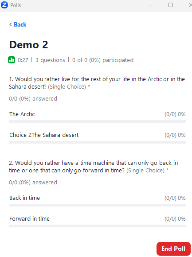 Polls
Back
Demo 2
0:27 | 3 questions | 0 of 0 (0%) participated
1. Would you rather live for the rest of your life in the Arctic or in the
Sahara desert! (Single Choice) *
0/0 (0%) answered
The Arctic (0/0) 0%
Choice 2The Sahara desert (0/0) 0%
2. Would you rather have a time machine that can only go back
in time or one that can only go forward in time? (Single Choice) *
0/0 (0%) answered
Back in time (0/0) 0%
Forward in time (0/0) 0%
End Poll